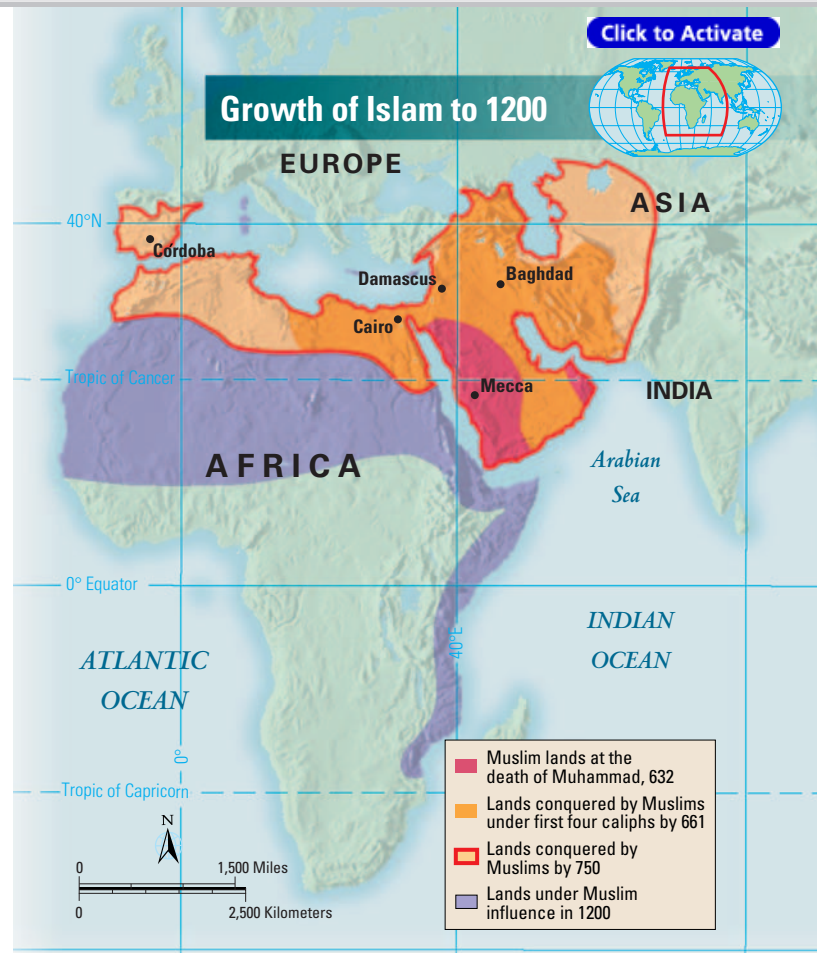 Click to Activate
Growth of Islam to 1200
EUROPE
ASIA
40°N
Córdoba
Damascus
Baghdad
Cairo
Tropic of Cancer
Mecca
INDIA
AFRICA
Arabian
Sea
0° Equator
INDIAN
OCEAN
40°E
ATLANTIC
OCEAN
0°
Tropic of Capricorn
Muslim lands at the
death of Muhammad, 632
Lands conquered by Muslims
under first four caliphs by 661
Lands conquered by
Muslims by 750
Lands under Muslim
influence in 1200
N
0 1,500 Miles
0 2,500 Kilometers